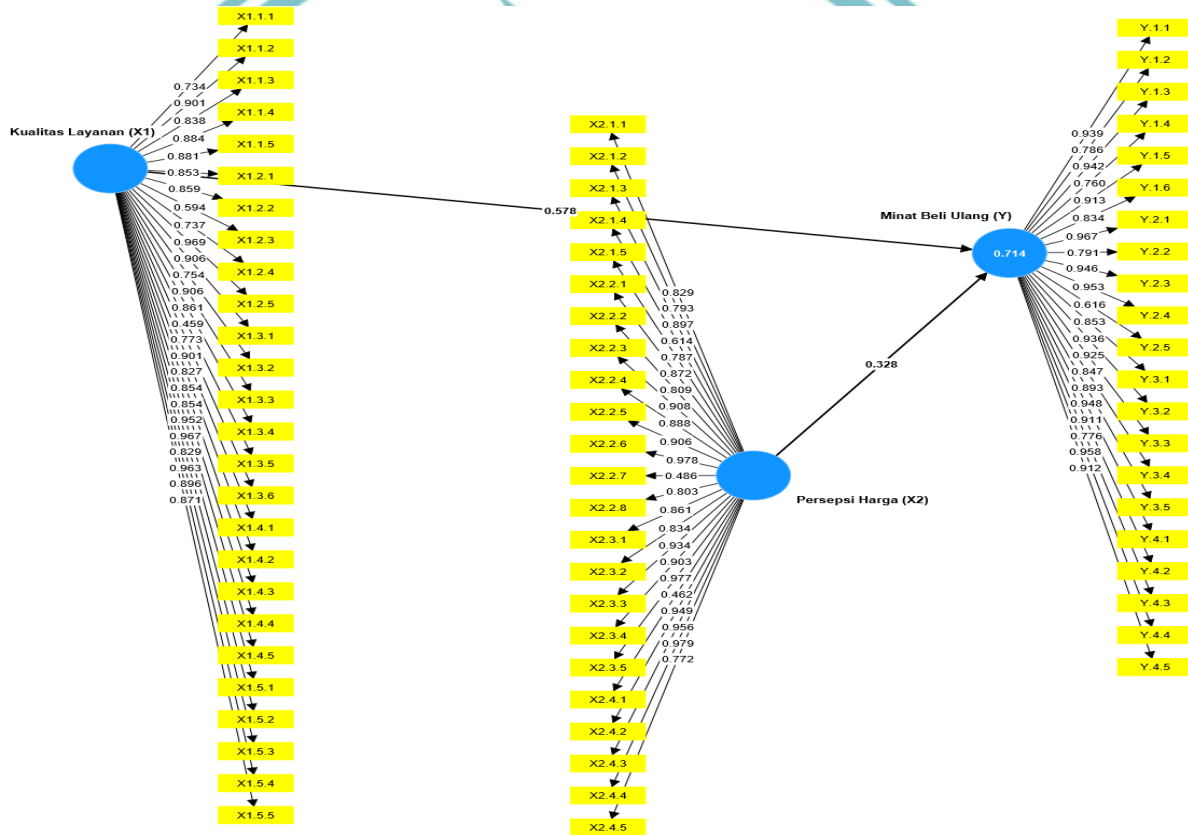 Kualitas Layanan (X1)
X1.1.1
X1.1.2
X1.1.3
X1.1.4
X1.1.5
X1.2.1
X1.2.2
X1.2.3
X1.2.4
X1.2.5
X1.3.1
X1.3.2
X1.3.3
X1.3.4
X1.3.5
X1.3.6
X1.4.1
X1.4.2
X1.4.3
X1.4.4
X1.4.5
X1.5.1
X1.5.2
X1.5.3
X1.5.4
X1.5.5
0.734
0.901
0.838
0.884
0.881
0.853
0.859
0.594
0.737
0.969
0.906
0.754
0.906
0.861
0.459
0.773
0.901
0.827
0.854
0.854
0.952
0.967
0.829
0.963
0.896
0.871
0.578
X2.1.1
X2.1.2
X2.1.3
X2.1.4
X2.1.5
X2.2.1
X2.2.2
X2.2.3
X2.2.4
X2.2.5
X2.2.6
X2.2.7
X2.2.8
X2.3.1
X2.3.2
X2.3.3
X2.3.4
X2.3.5
X2.4.1
X2.4.2
X2.4.3
X2.4.4
X2.4.5
0.829
0.793
0.897
0.614
0.787
0.872
0.809
0.908
0.888
0.906
0.978
0.486
0.803
0.861
0.834
0.934
0.903
0.977
0.462
0.949
0.956
0.979
0.772
Persepsi Harga (X2)
0.328
Minat Beli Ulang (Y)
0.714
0.939
0.786
0.942
0.760
0.913
0.834
0.967
0.791
0.946
0.953
0.616
0.853
0.936
0.925
0.847
0.893
0.948
0.911
0.776
0.958
0.912
Y.1.1
Y.1.2
Y.1.3
Y.1.4
Y.1.5
Y.1.6
Y.2.1
Y.2.2
Y.2.3
Y.2.4
Y.2.5
Y.3.1
Y.3.2
Y.3.3
Y.3.4
Y.3.5
Y.4.1
Y.4.2
Y.4.3
Y.4.4
Y.4.5